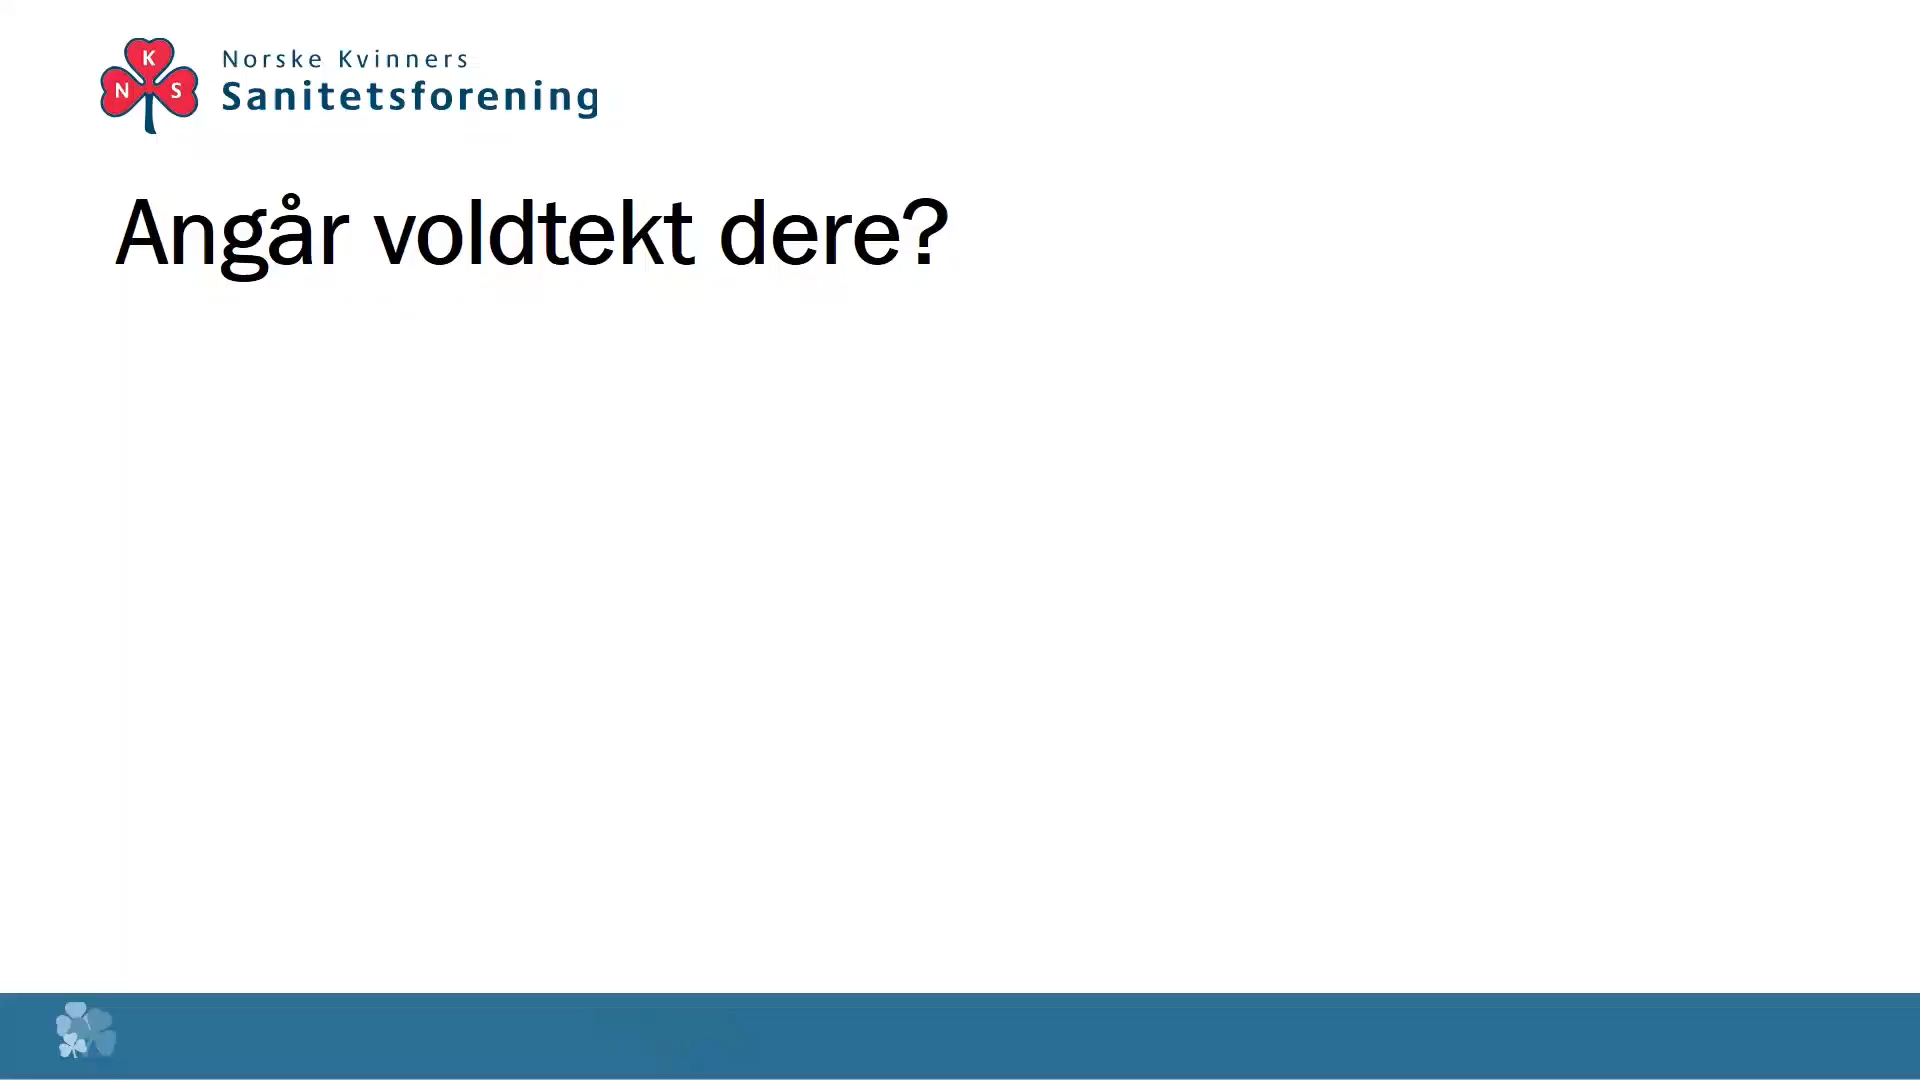 K
N S
Norske Kvinners
Sanitetsforening
Angår voldtekt dere?